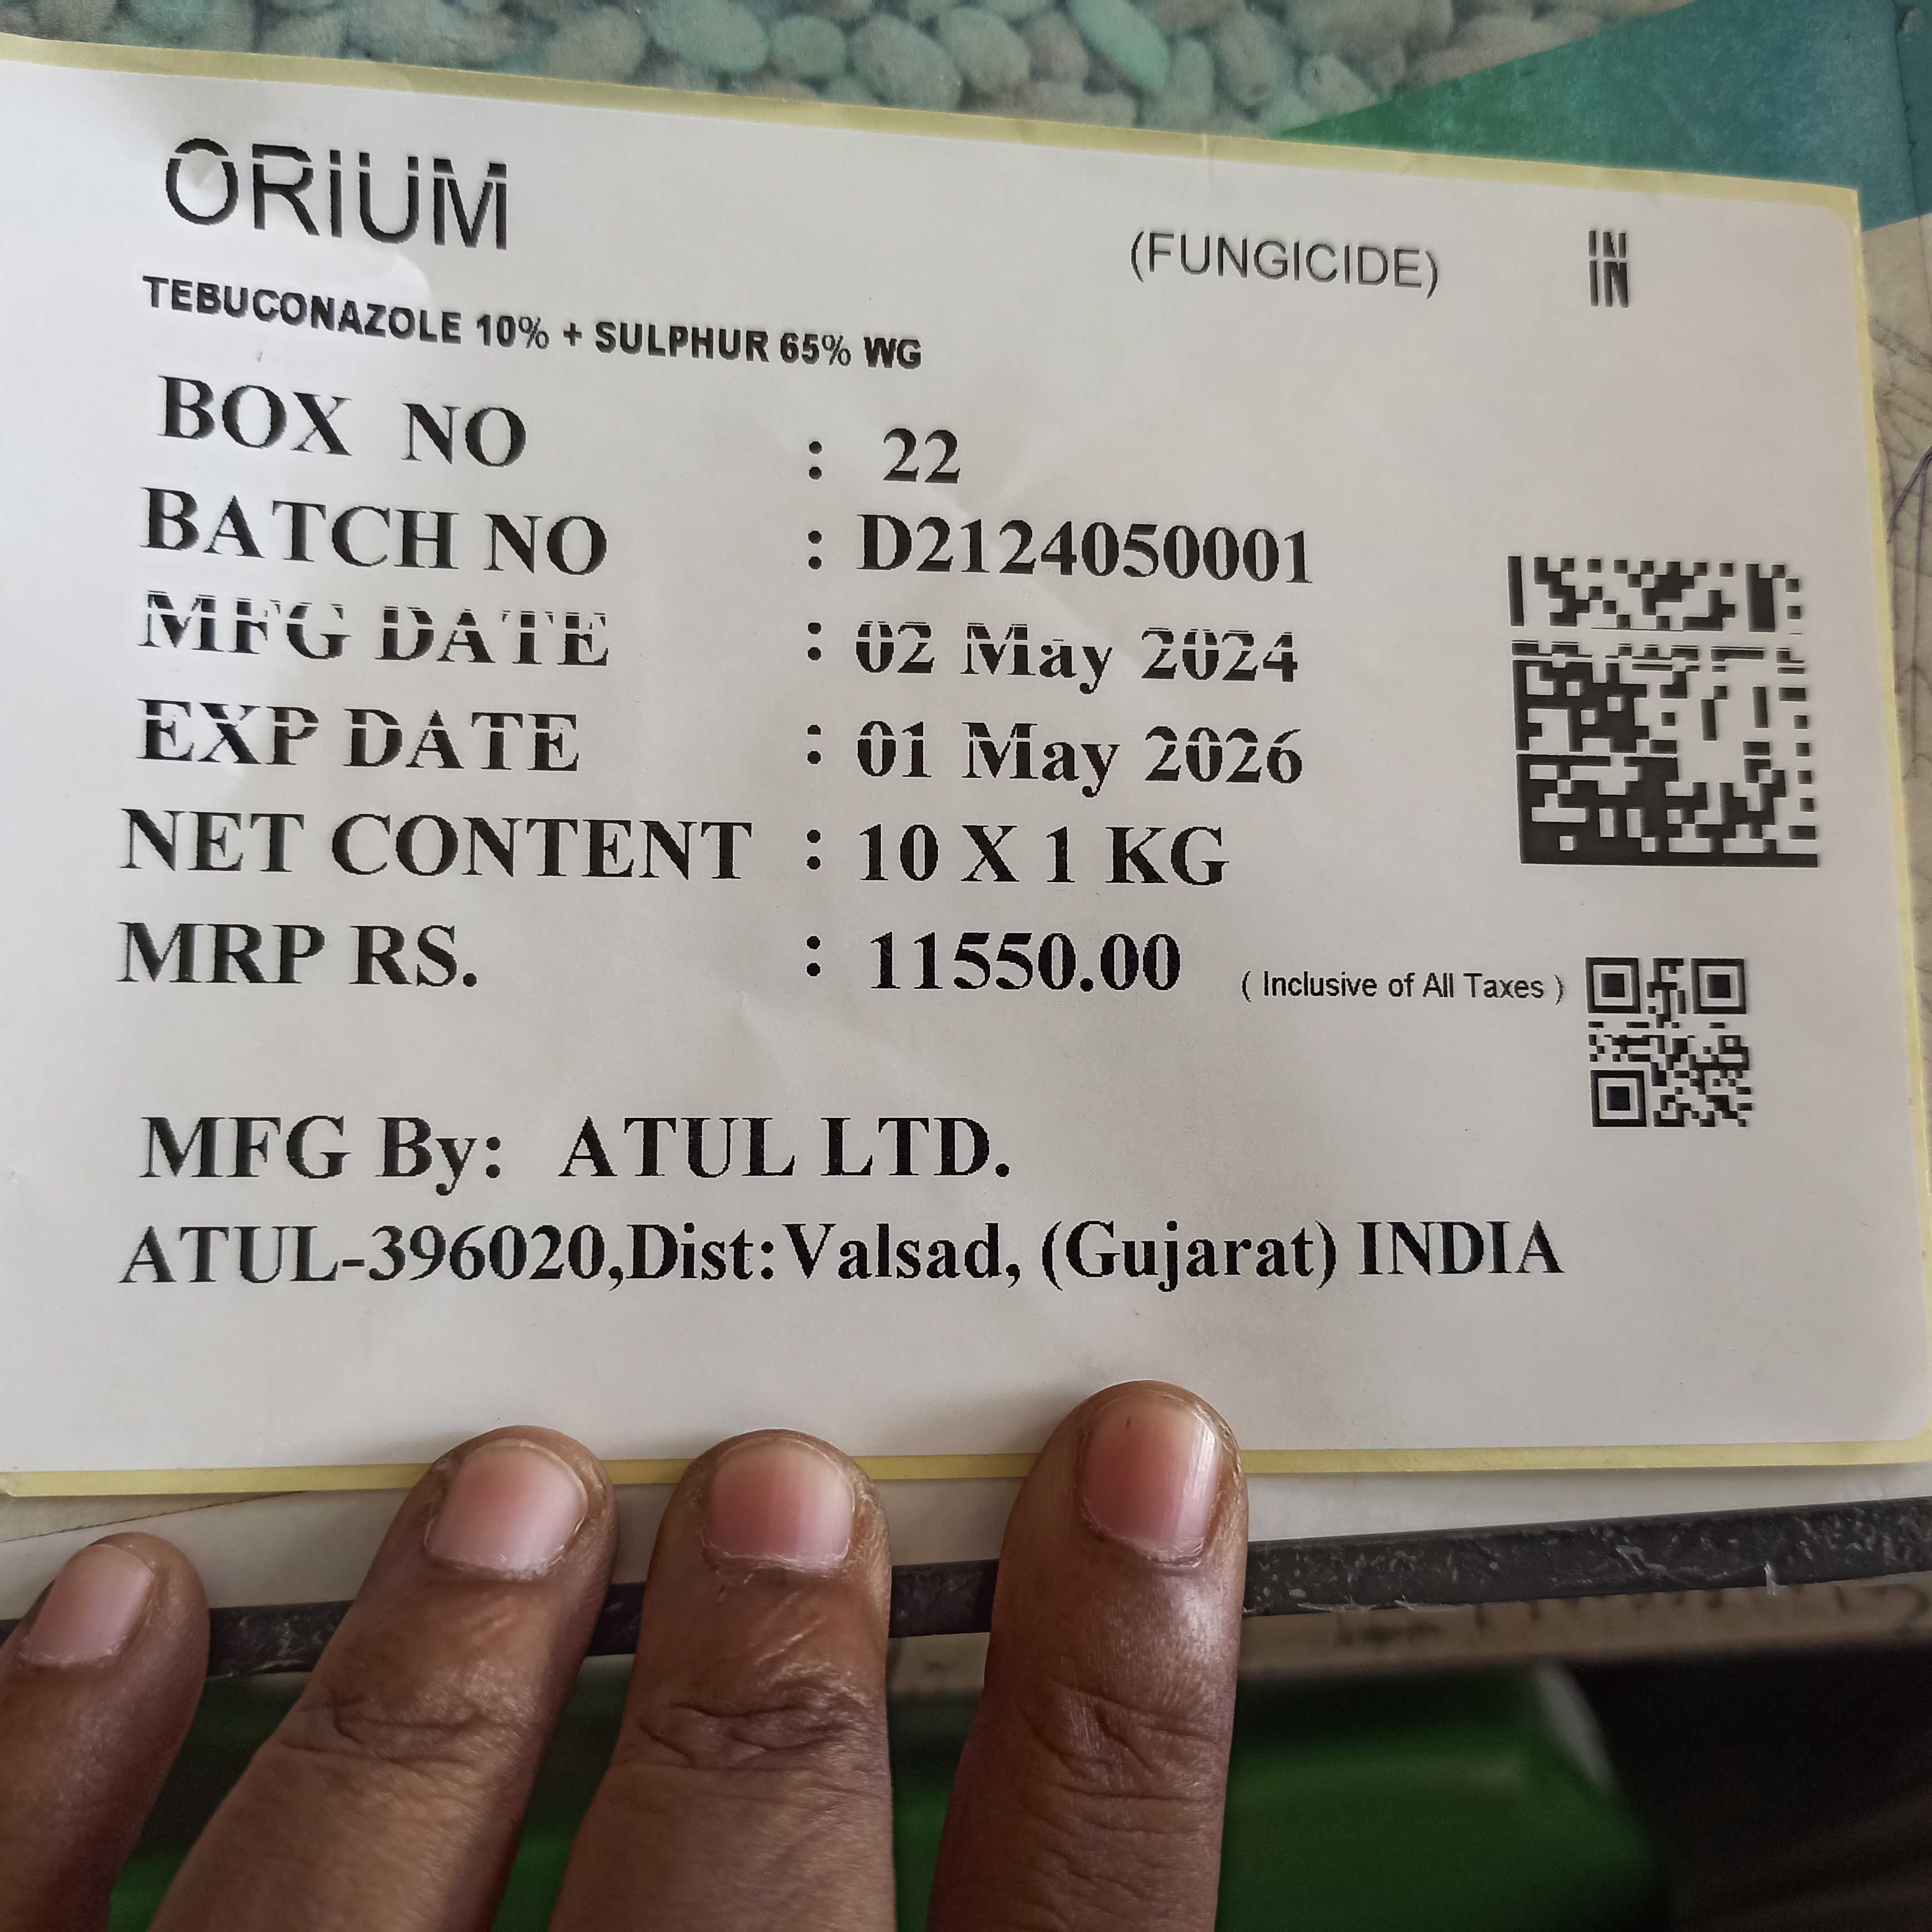 ORIUM
(FUNGICIDE) IN
TEBUCONAZOLE 10% + SULPHUR 65% WG
BOX NO : 22
BATCH NO : D2124050001
MFG DATE : 02 May 2024
EXP DATE : 01 May 2026
NET CONTENT : 10 X 1 KG
MRP RS. : 11550.00 ( Inclusive of All Taxes )
MFG By: ATUL LTD.
ATUL-396020,Dist:Valsad, (Gujarat) INDIA